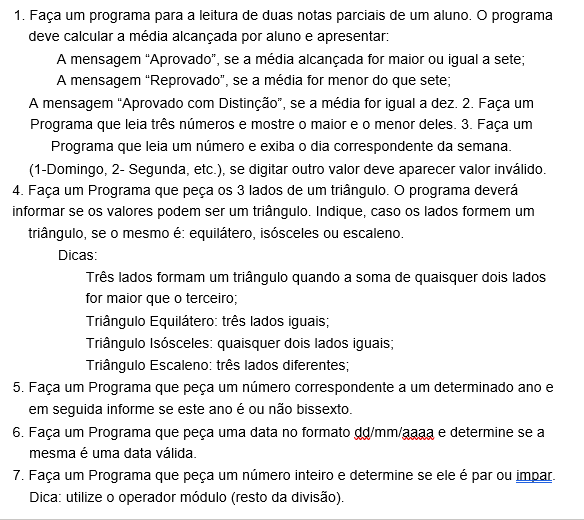 1. Faça um programa para a leitura de duas notas parciais de um aluno. O programa
deve calcular a média alcançada por aluno e apresentar:
A mensagem “Aprovado”, se a média alcançada for maior ou igual a sete;
A mensagem “Reprovado”, se a média for menor do que sete;
A mensagem “Aprovado com Distinção”, se a média for igual a dez. 2. Faça um
Programa que leia três números e mostre o maior e o menor deles. 3. Faça um
Programa que leia um número e exiba o dia correspondente da semana.
(1-Domingo, 2- Segunda, etc.), se digitar outro valor deve aparecer valor inválido.
4. Faça um Programa que peça os 3 lados de um triângulo. O programa deverá
informar se os valores podem ser um triângulo. Indique, caso os lados formem um
triângulo, se o mesmo é: equilátero, isósceles ou escaleno.
Dicas:
Três lados formam um triângulo quando a soma de quaisquer dois lados
for maior que o terceiro;
Triângulo Equilátero: três lados iguais;
Triângulo Isósceles: quaisquer dois lados iguais;
Triângulo Escaleno: três lados diferentes;
5. Faça um Programa que peça um número correspondente a um determinado ano e
em seguida informe se este ano é ou não bissexto.
6. Faça um Programa que peça uma data no formato dd/mm/aaaa e determine se a
mesma é uma data válida.
7. Faça um Programa que peça um número inteiro e determine se ele é par ou impar.
Dica: utilize o operador módulo (resto da divisão).